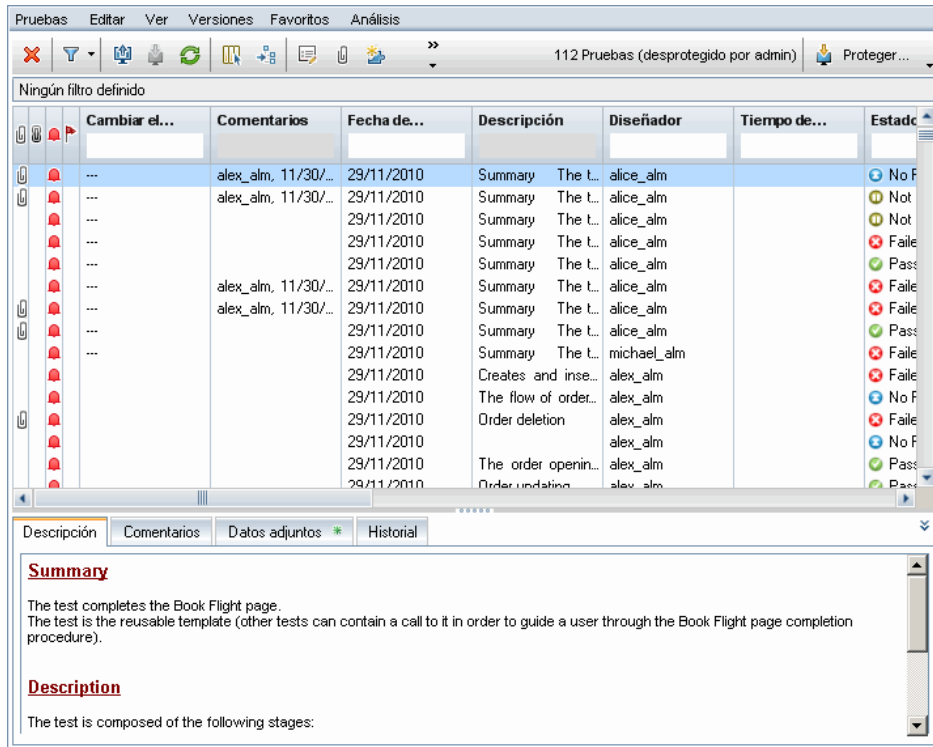 Pruebas Editar Ver Versiones Favoritos Análisis
» 112 Pruebas (desprotegido por admin) Proteger...
Ningún filtro definido
Cambiar el... Comentarios Fecha de... Descripción Diseñador Tiempo de... Estado
--- alex_alm, 11/30/... 29/11/2010 Summary The t... alice_alm No F
--- alex_alm, 11/30/... 29/11/2010 Summary The t... alice_alm Not
--- 29/11/2010 Summary The t... alice_alm Not
--- 29/11/2010 Summary The t... alice_alm Faile
--- 29/11/2010 Summary The t... alice_alm Pass
--- alex_alm, 11/30/... 29/11/2010 Summary The t... alice_alm Faile
--- alex_alm, 11/30/... 29/11/2010 Summary The t... alice_alm Faile
--- 29/11/2010 Summary The t... alice_alm Pass
--- 29/11/2010 Summary The t... michael_alm Faile
29/11/2010 Creates and inse... alex_alm Faile
29/11/2010 The flow of order... alex_alm No F
29/11/2010 Order deletion alex_alm Faile
29/11/2010 alex_alm No F
29/11/2010 The order openin... alex_alm Pass
29/11/2010 Order updating alex_alm Pass
Descripción Comentarios Datos adjuntos * Historial
Summary
The test completes the Book Flight page.
The test is the reusable template (other tests can contain a call to it in order to guide a user through the Book Flight page completion
procedure).
Description
The test is composed of the following stages: